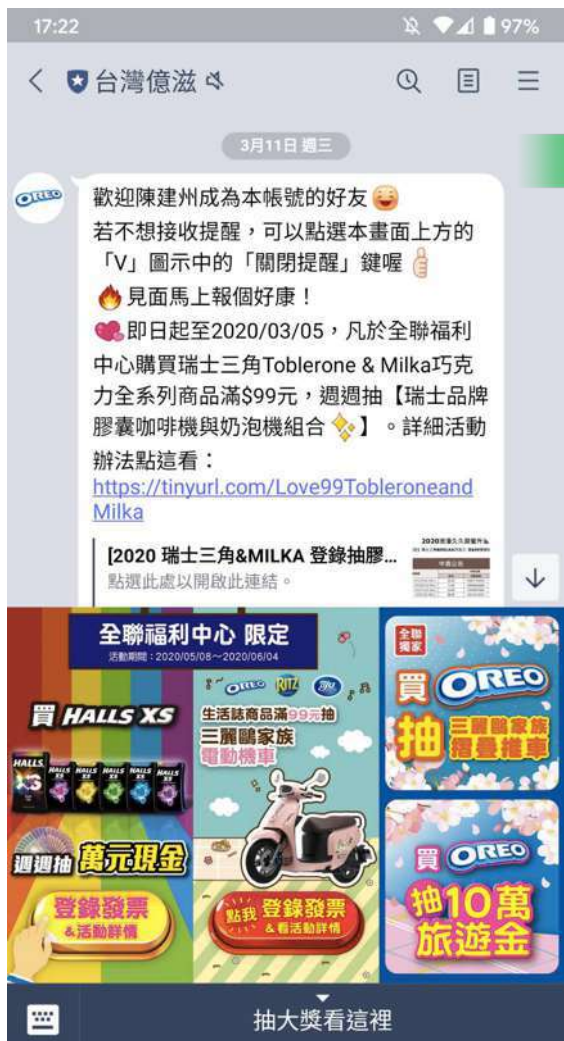 17:22
97%
台灣億滋
3月11日 週三
OREO
歡迎陳建州成為本帳號的好友
若不想接收提醒，可以點選本畫面上方的
「V」圖示中的「關閉提醒」鍵喔
見面馬上報個好康！
即日起至2020/03/05，凡於全聯福利
中心購買瑞士三角Toblerone & Milka巧克
力全系列商品滿$99元，週週抽【瑞士品牌
膠囊咖啡機與奶泡機組合】。詳細活動
辦法點這看：
https://tinyurl.com/Love99Tobleroneand
Milka
[2020 瑞士三角&MILKA 登錄抽膠...
點選此處以開啟此連結。
全聯福利中心 限定
活動期間：2020/05/08～2020/06/04
買 HALLS XS
HALLS
XS
HALLS
XS
HALLS
XS
HALLS
XS
HALLS
XS
HALLS
XS
週週抽 萬元現金
登錄發票
&活動詳情
OREO
RITZ
生活誌商品滿99元抽
三麗鷗家族
電動機車
點我 登錄發票
&看活動詳情
全聯
獨家
買 OREO
抽 三麗鷗家族
摺疊推車
買 OREO
抽10萬
旅遊金
抽大獎看這裡